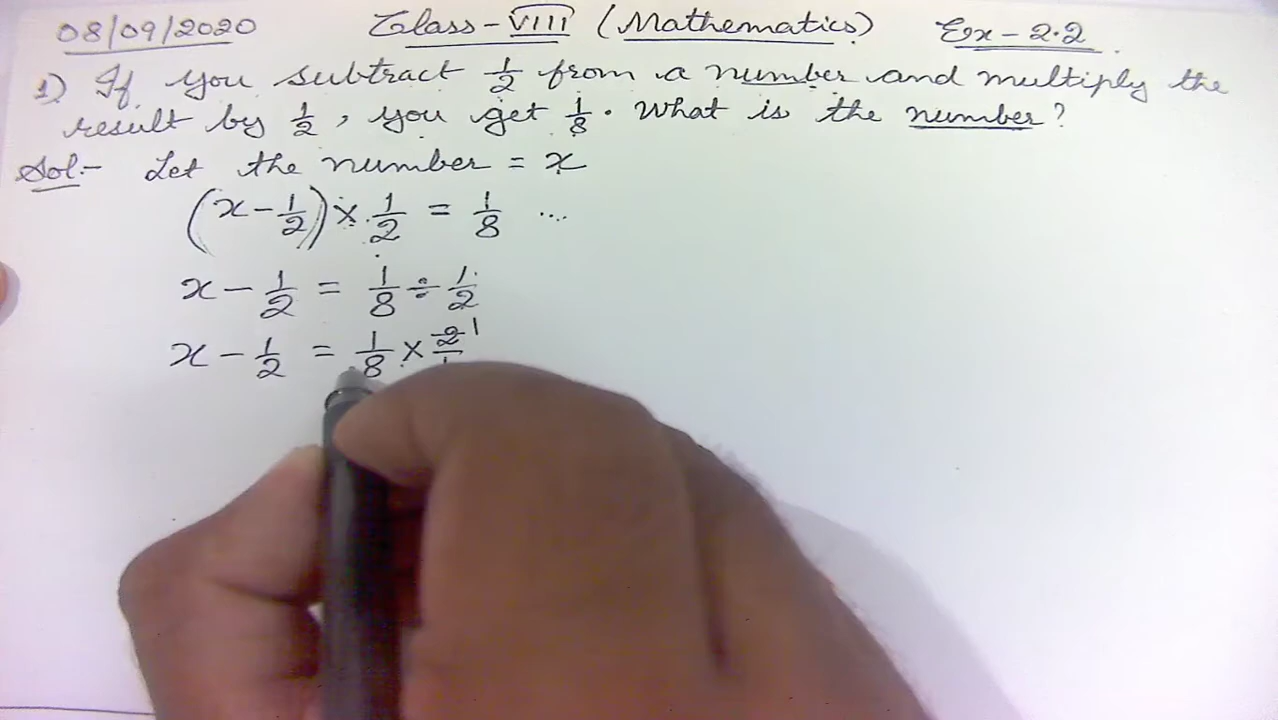 08/09/2020 Class-VIII (Mathematics) Ex-2.2
1) If you subtract 1/2 from a number and multiply the
result by 1/2, you get 1/8. What is the number?
Sol:- Let the number = x
(x - 1/2) × 1/2 = 1/8 ....
x - 1/2 = 1/8 ÷ 1/2
x - 1/2 = 1/8 × 2/1 1